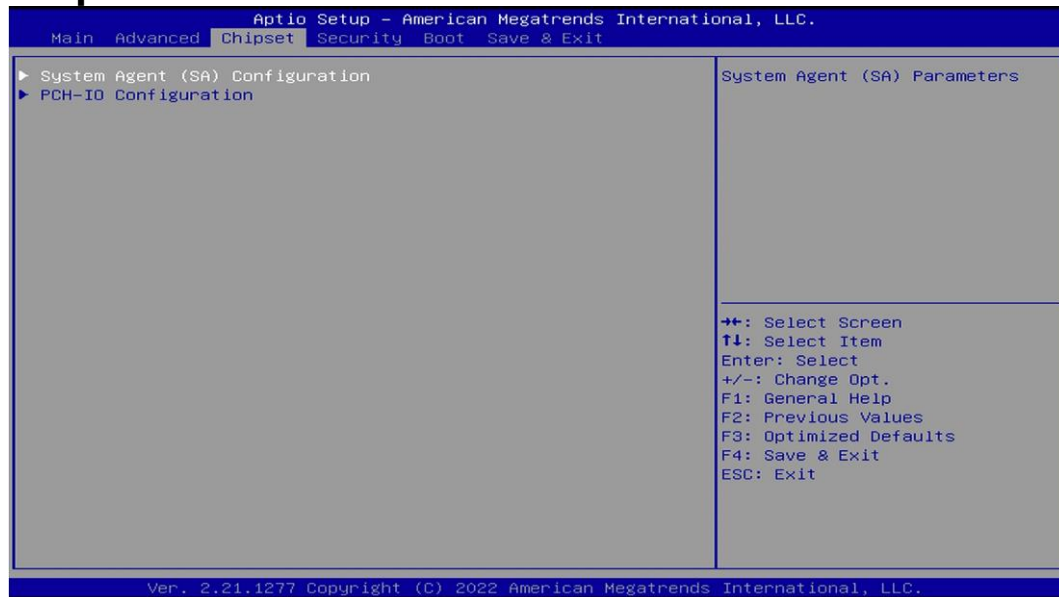 Aptio Setup – American Megatrends International, LLC.
Main Advanced Chipset Security Boot Save & Exit
▶ System Agent (SA) Configuration
▶ PCH-IO Configuration
System Agent (SA) Parameters
→←: Select Screen
↑↓: Select Item
Enter: Select
+/-: Change Opt.
F1: General Help
F2: Previous Values
F3: Optimized Defaults
F4: Save & Exit
ESC: Exit
Ver. 2.21.1277 Copyright (C) 2022 American Megatrends International, LLC.